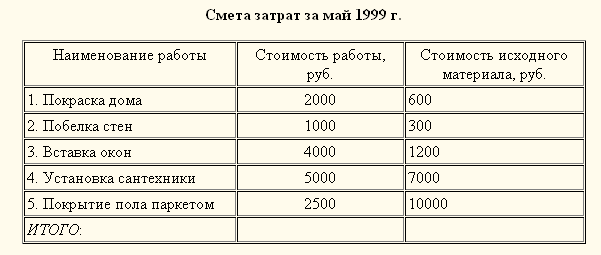 Смета затрат за май 1999 г.
Наименование работы Стоимость работы, Стоимость исходного
руб. материала, руб.
1. Покраска дома 2000 600
2. Побелка стен 1000 300
3. Вставка окон 4000 1200
4. Установка сантехники 5000 7000
5. Покрытие пола паркетом 2500 10000
ИТОГО: